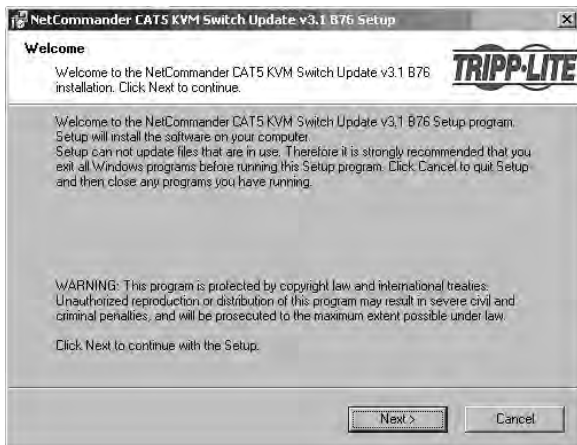 NetCommander CAT5 KVM Switch Update v3.1 B76 Setup
Welcome
Welcome to the NetCommander CAT5 KVM Switch Update v3.1 B76
installation. Click Next to continue.
TRIPP·LITE
Welcome to the NetCommander CAT5 KVM Switch Update v3.1 B76 Setup program.
Setup will install the software on your computer.
Setup can not update files that are in use. Therefore it is strongly recommended that you
exit all Windows programs before running this Setup program. Click Cancel to quit Setup
and then close any programs you have running.
WARNING: This program is protected by copyright law and international treaties.
Unauthorized reproduction or distribution of this program may result in severe civil and
criminal penalties, and will be prosecuted to the maximum extent possible under law.
Click Next to continue with the Setup.
Next >
Cancel